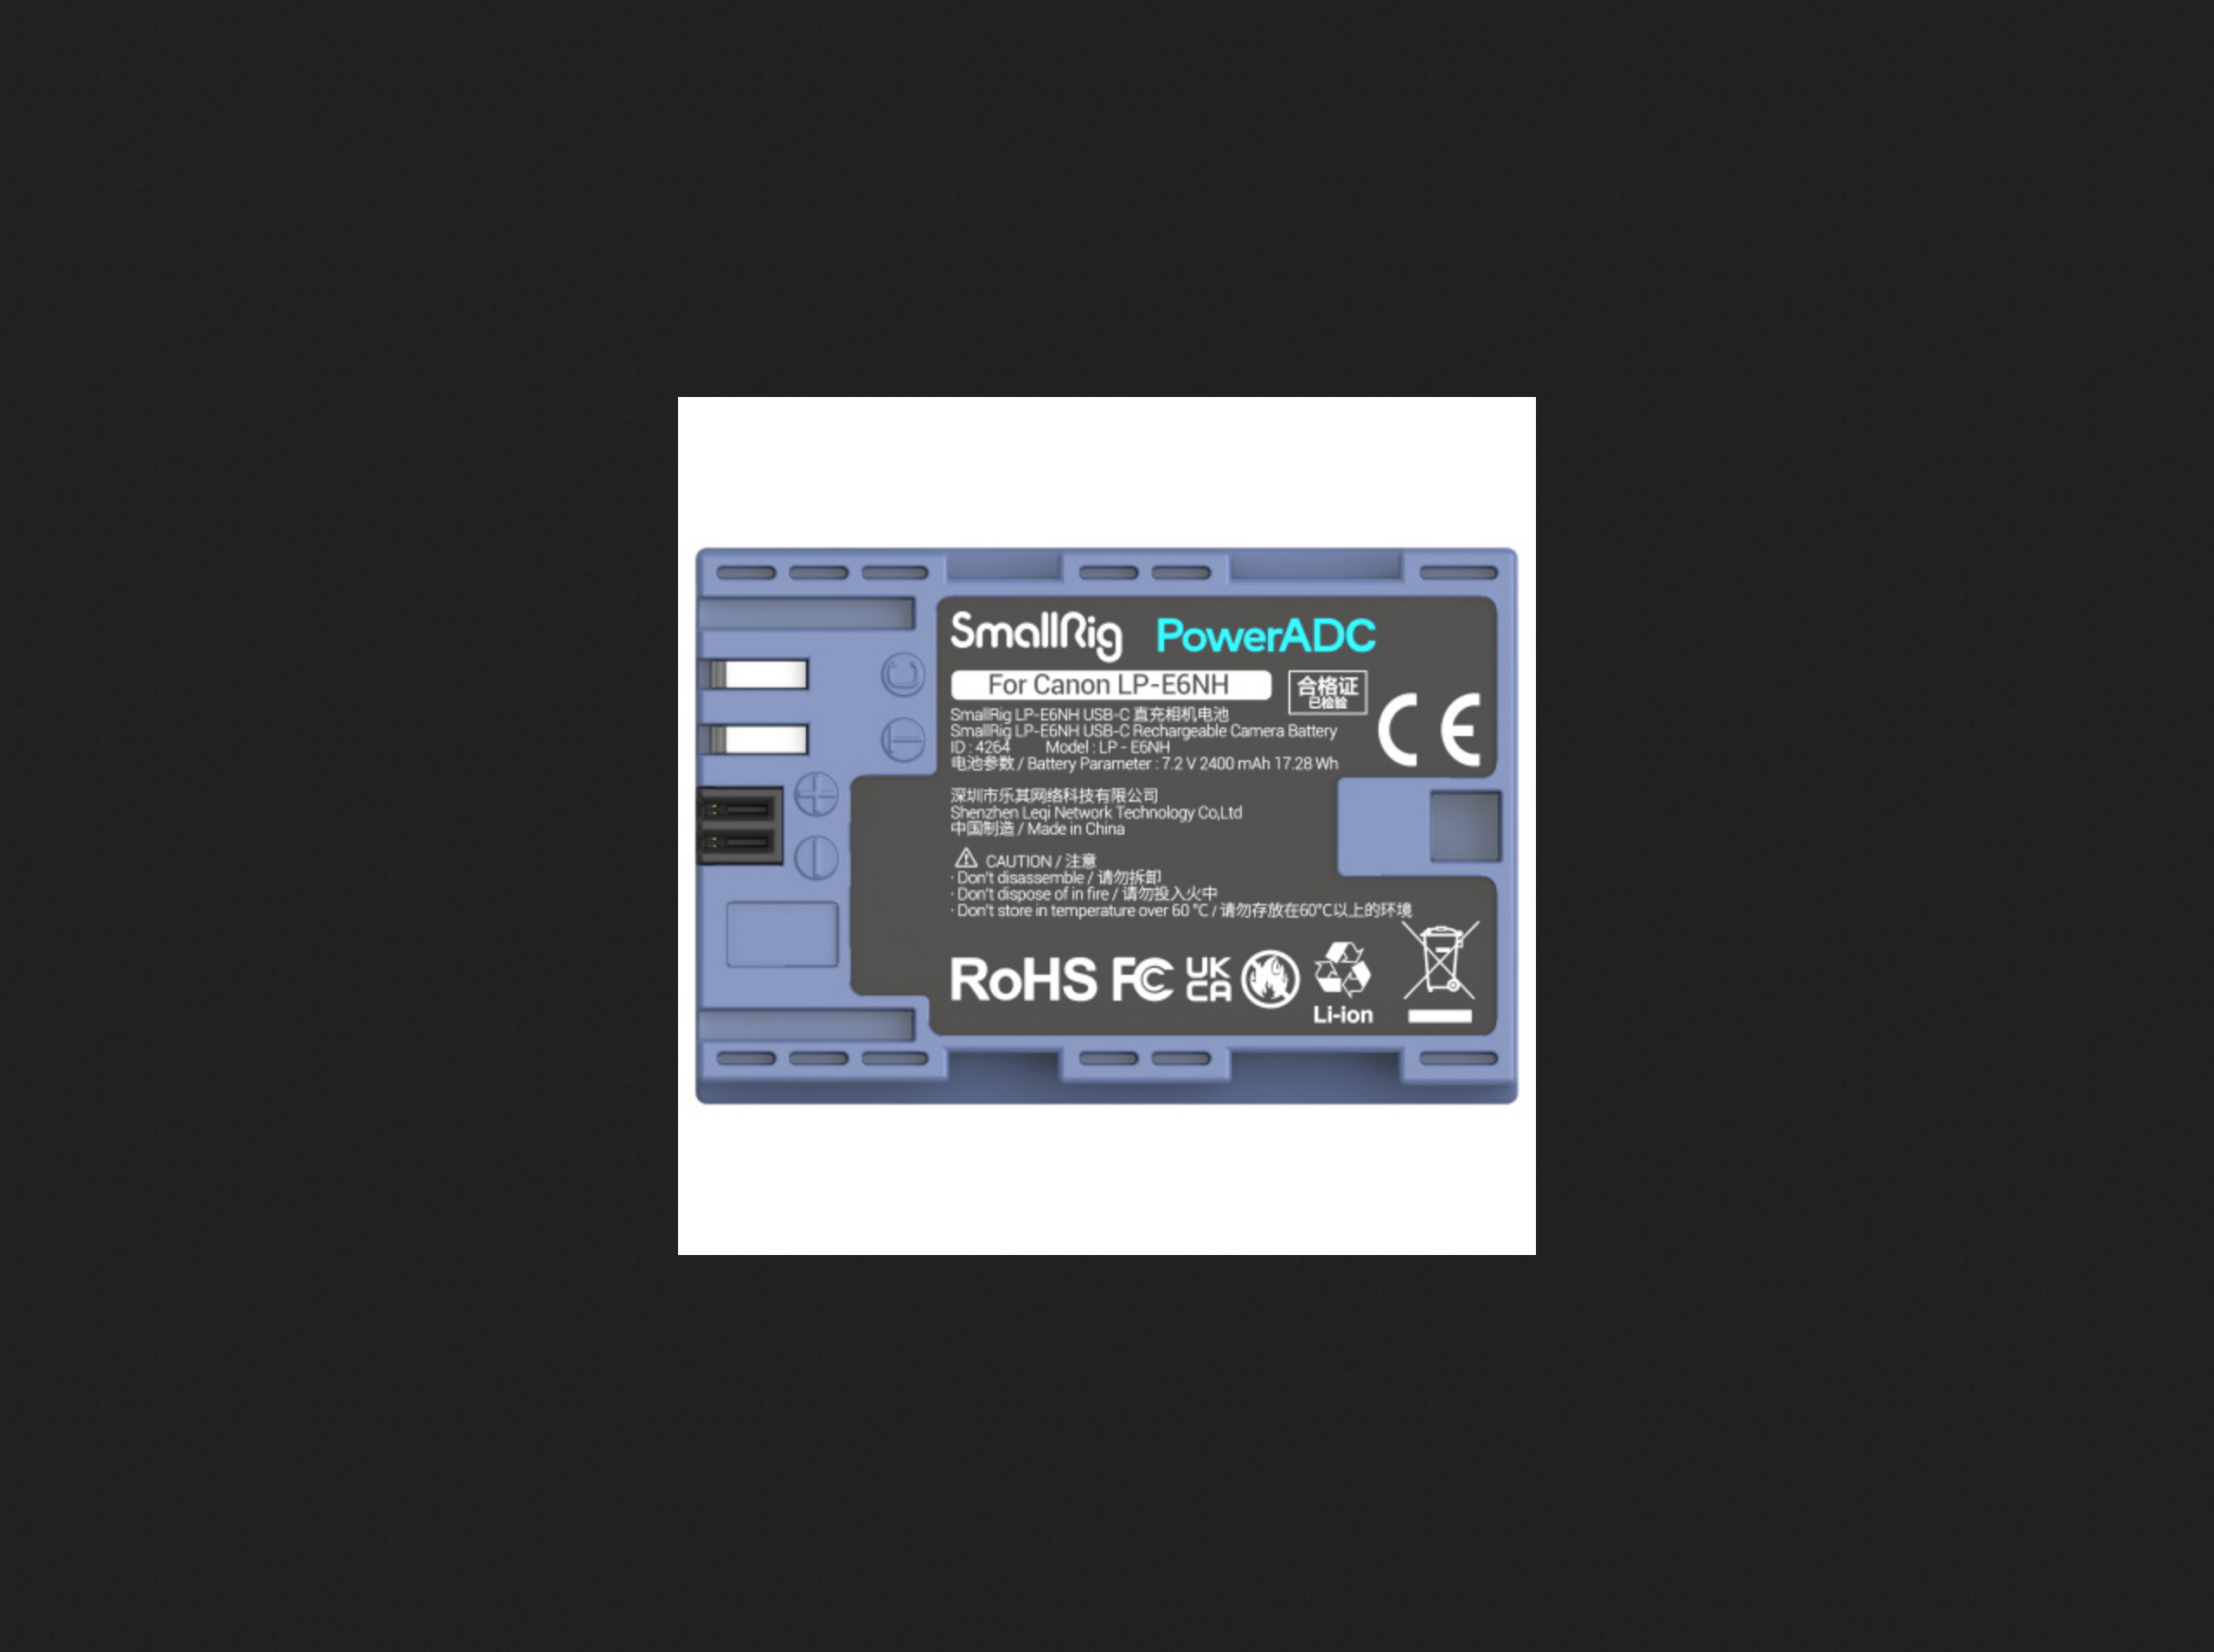 SmallRig PowerADC
For Canon LP-E6NH
合格证
已检验
CE
SmallRig LP-E6NH USB-C 直充相机电池
SmallRig LP-E6NH USB-C Rechargeable Camera Battery
ID : 4264 Model : LP - E6NH
电池参数 / Battery Parameter : 7.2 V 2400 mAh 17.28 Wh
深圳市乐其网络科技有限公司
Shenzhen Leqi Network Technology Co,Ltd
中国制造 / Made in China
CAUTION / 注意
· Don't disassemble / 请勿拆卸
· Don't dispose of in fire / 请勿投入火中
· Don't store in temperature over 60 °C / 请勿存放在60°C以上的环境
RoHS FC UK
CA
Li-ion